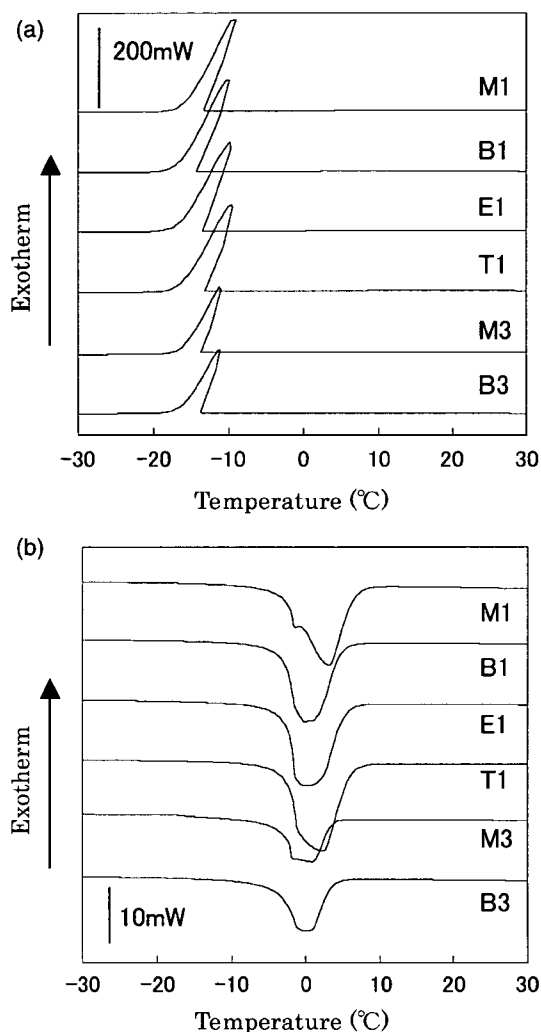 (a)
200mW
M1
B1
E1
T1
M3
B3
Exotherm
-30 -20 -10 0 10 20 30
Temperature (℃)
(b)
M1
B1
E1
T1
M3
B3
Exotherm
10mW
-30 -20 -10 0 10 20 30
Temperature (℃)